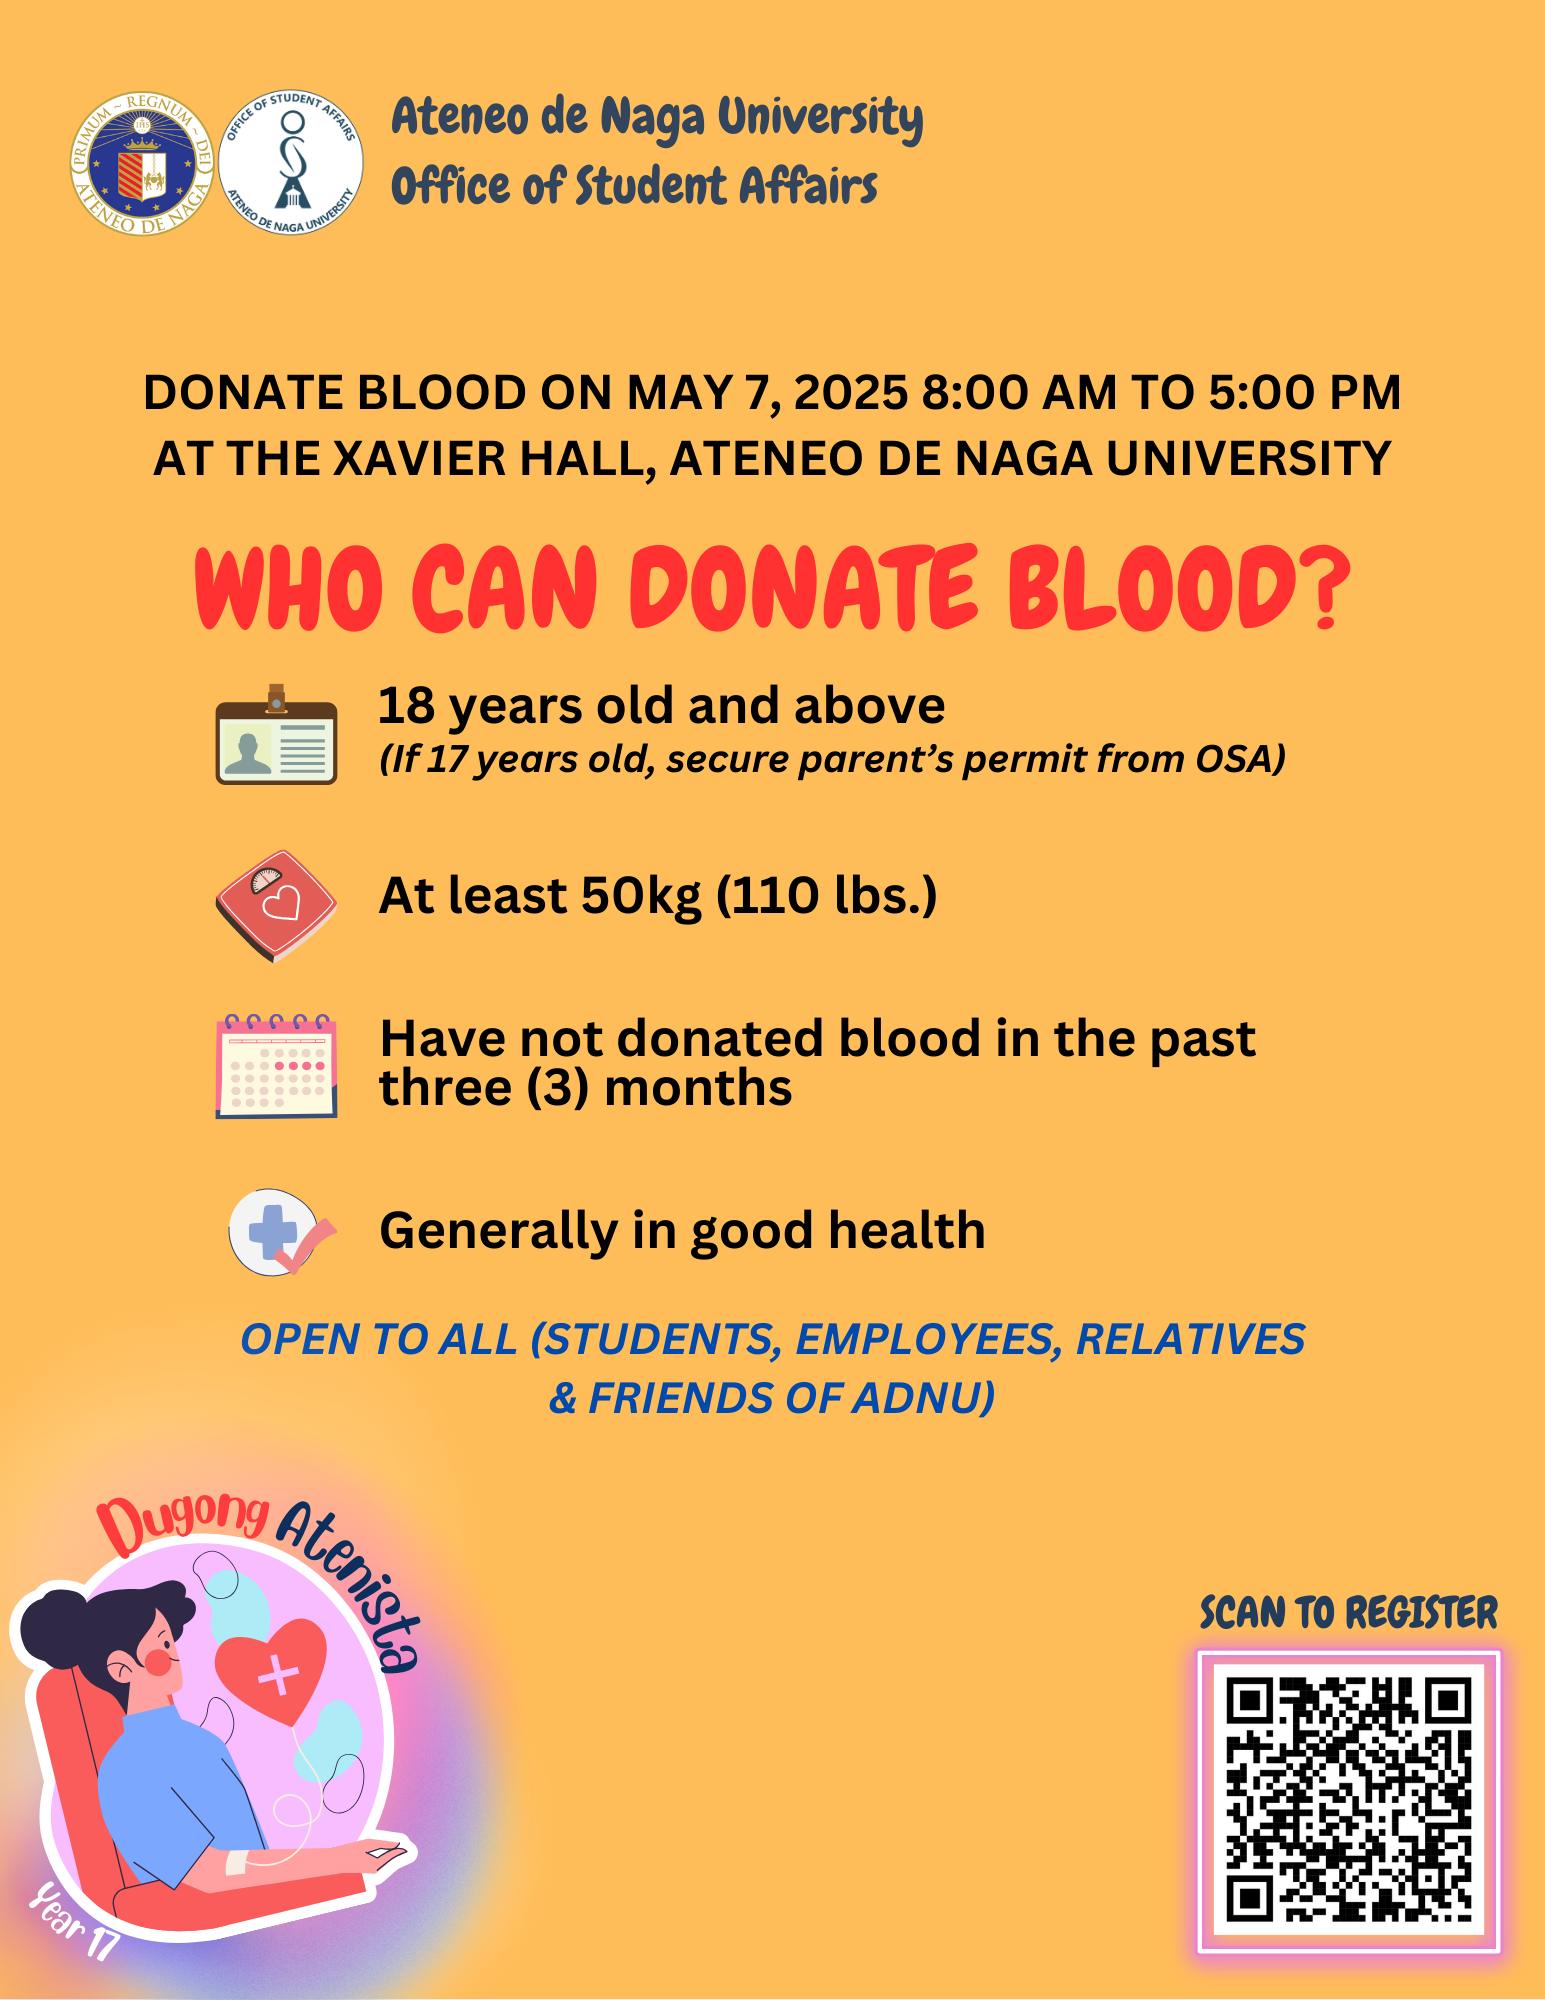 PRIMUM ~ REGNUM ~ DEI
ATENEO DE NAGA
IHS
OFFICE OF STUDENT AFFAIRS
ATENEO DE NAGA UNIVERSITY
Ateneo de Naga University
Office of Student Affairs
DONATE BLOOD ON MAY 7, 2025 8:00 AM TO 5:00 PM
AT THE XAVIER HALL, ATENEO DE NAGA UNIVERSITY
WHO CAN DONATE BLOOD?
18 years old and above
(If 17 years old, secure parent’s permit from OSA)
At least 50kg (110 lbs.)
Have not donated blood in the past
three (3) months
Generally in good health
OPEN TO ALL (STUDENTS, EMPLOYEES, RELATIVES
& FRIENDS OF ADNU)
Dugong Atenista
Year 17
SCAN TO REGISTER